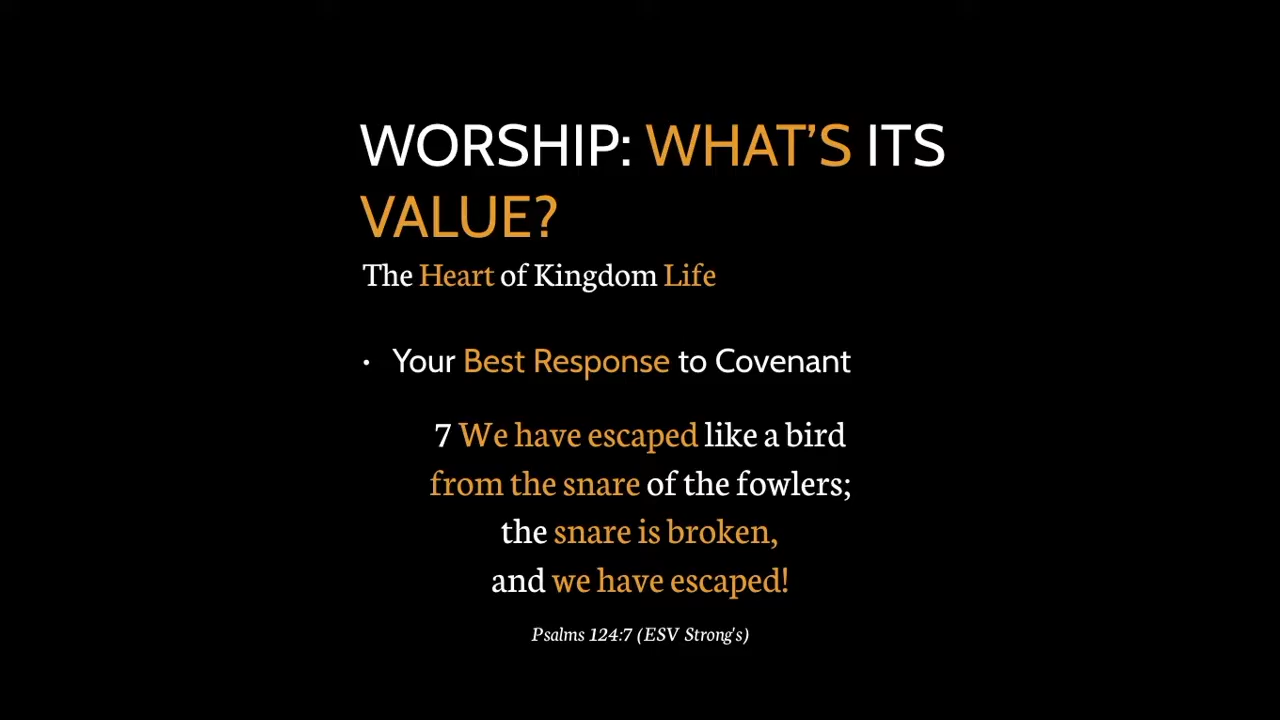 WORSHIP: WHAT’S ITS
VALUE?
The Heart of Kingdom Life
• Your Best Response to Covenant
7 We have escaped like a bird
from the snare of the fowlers;
the snare is broken,
and we have escaped!
Psalms 124:7 (ESV Strong's)